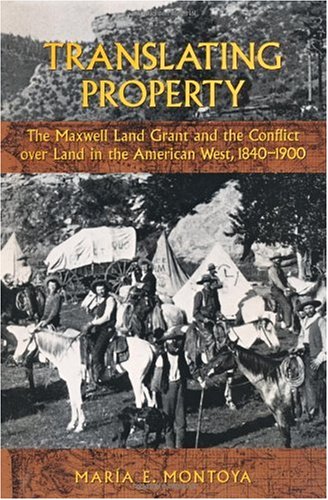 TRANSLATING
PROPERTY
The Maxwell Land Grant and the Conflict
over Land in the American West, 1840–1900
MARÍA E. MONTOYA